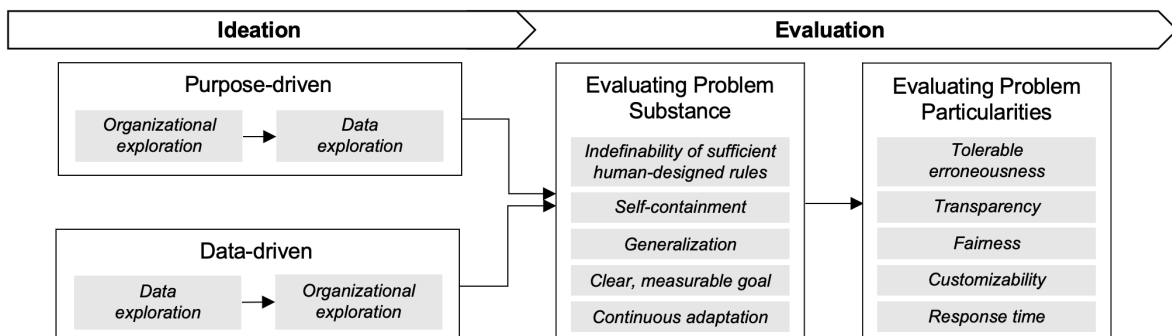 Ideation
Evaluation
Purpose-driven
Organizational
exploration
Data
exploration
Data-driven
Data
exploration
Organizational
exploration
Evaluating Problem
Substance
Indefinability of sufficient
human-designed rules
Self-containment
Generalization
Clear, measurable goal
Continuous adaptation
Evaluating Problem
Particularities
Tolerable
erroneousness
Transparency
Fairness
Customizability
Response time